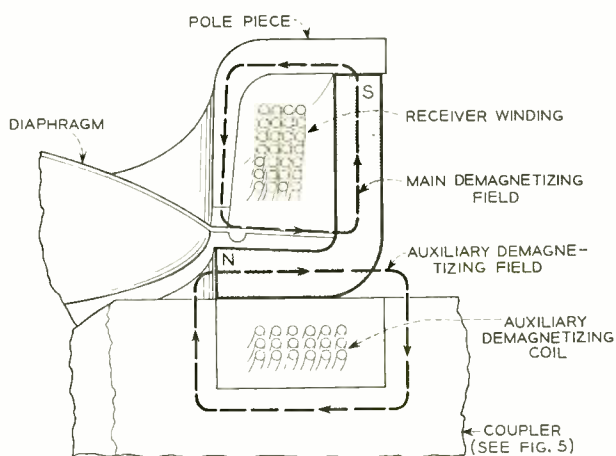 POLE PIECE
DIAPHRAGM
S
RECEIVER WINDING
MAIN DEMAGNETIZING
FIELD
N
AUXILIARY DEMAGNE-
TIZING FIELD
AUXILIARY
DEMAGNETIZING
COIL
COUPLER
(SEE FIG. 5)